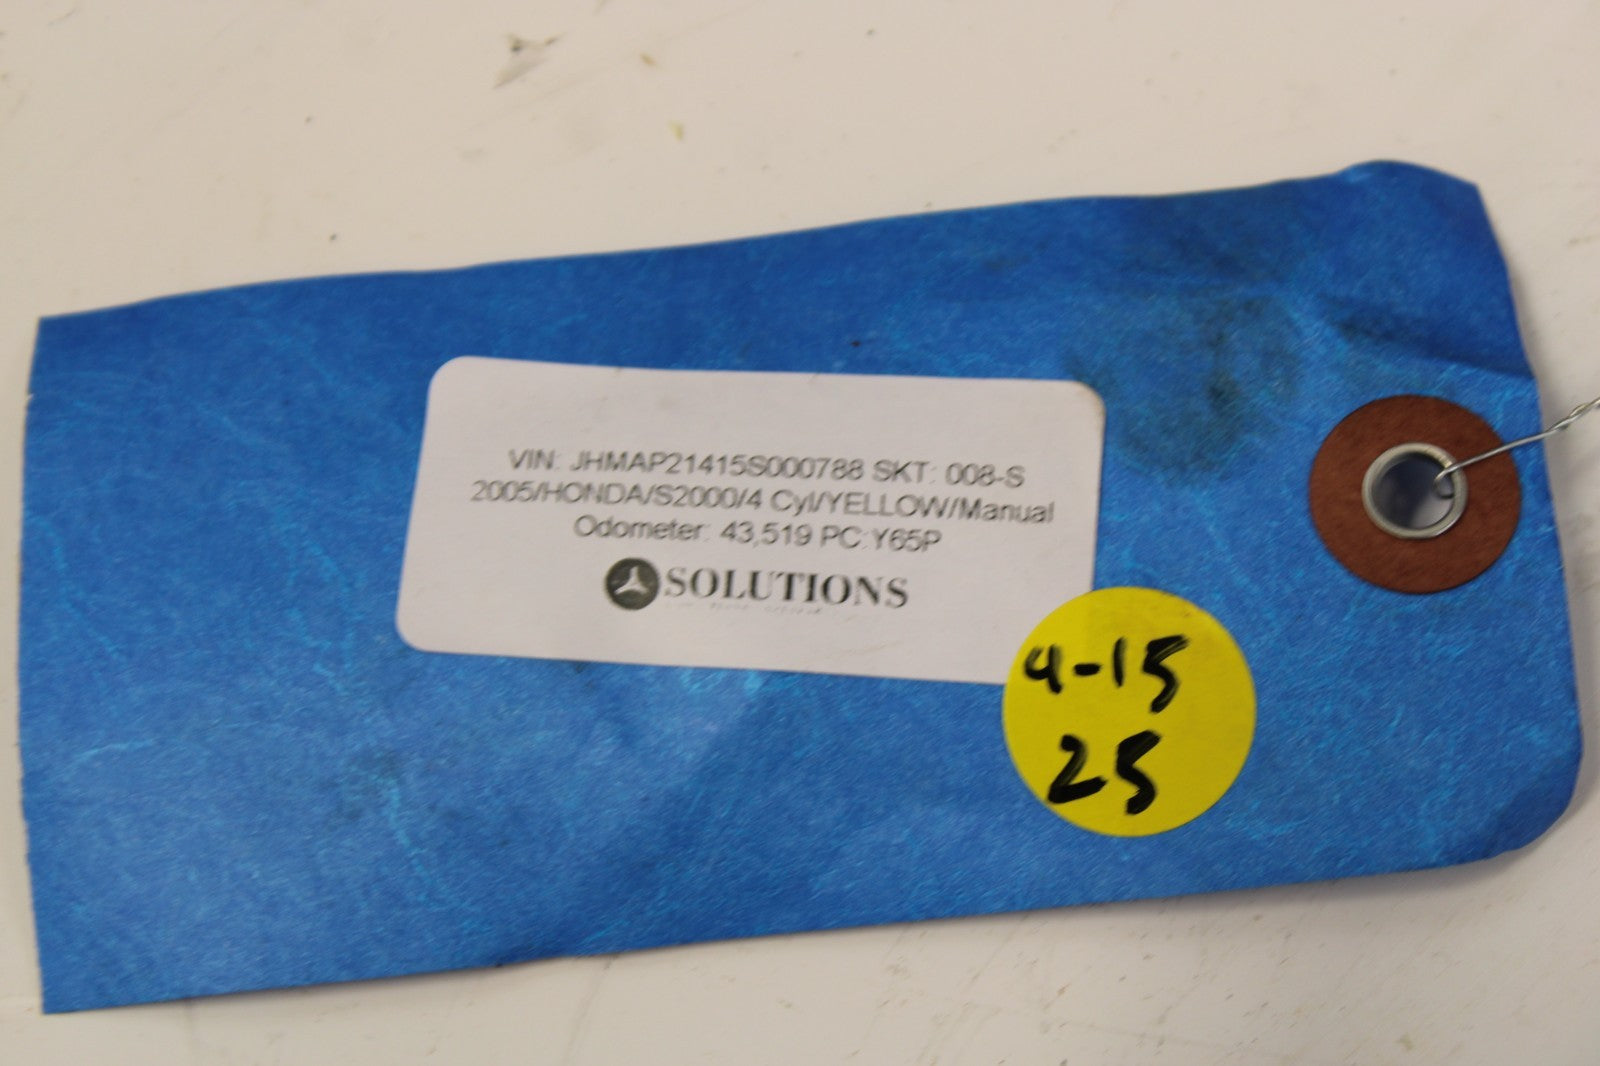 VIN: JHMAP21415S000788 SKT: 008-S
2005/HONDA/S2000/4 Cyl/YELLOW/Manual
Odometer: 43,519 PC:Y65P
SOLUTIONS
4-15
25